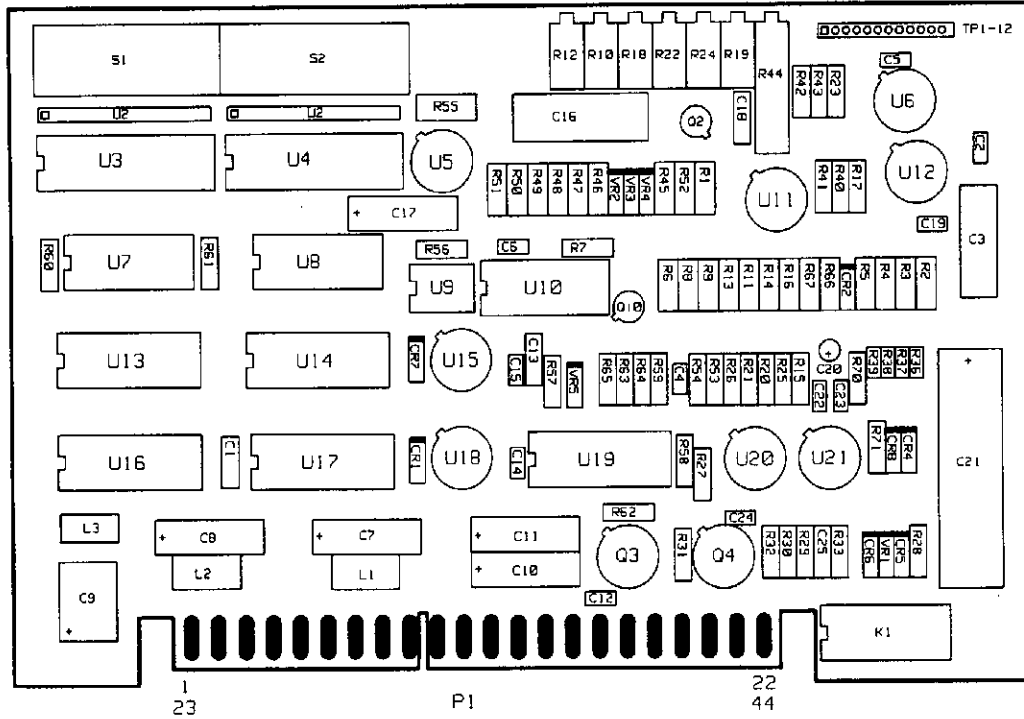 S1 S2 R12 R10 R18 R22 R24 R19 R44 TP1-12
C5
R42 R43 R23 U6
U2 U2 R55 C16 Q2 C18
U3 U4 U5 U12 C2
R51 R50 R49 R48 R47 R46 VR2 VR3 VR4 R45 R52 R1 U11 R41 R40 R17
C17 C19 C3
R60 U7 R61 U8 R56 C6 R7
U9 U10 Q10 R6 R8 R9 R13 R11 R14 R16 R67 R66 CR2 R5 R4 R3 R2
U13 U14 CR7 U15 C15 C13 R57 VR5 R65 R63 R64 R59 C4 R54 R53 R26 R21 R20 R25 R15 C20 C22 C23 R70 R39 R38 R37 R36
U16 C1 U17 CR1 U18 C14 U19 R58 R27 U20 U21 R71 CR8 CR4 C21
L3 C8 C7 C11 R62 C24
L2 L1 C10 Q3 R31 Q4 R32 R30 R29 C25 R33 CR6 VR1 CR5 R28
C9 C12
K1
1 P1 22
23 44